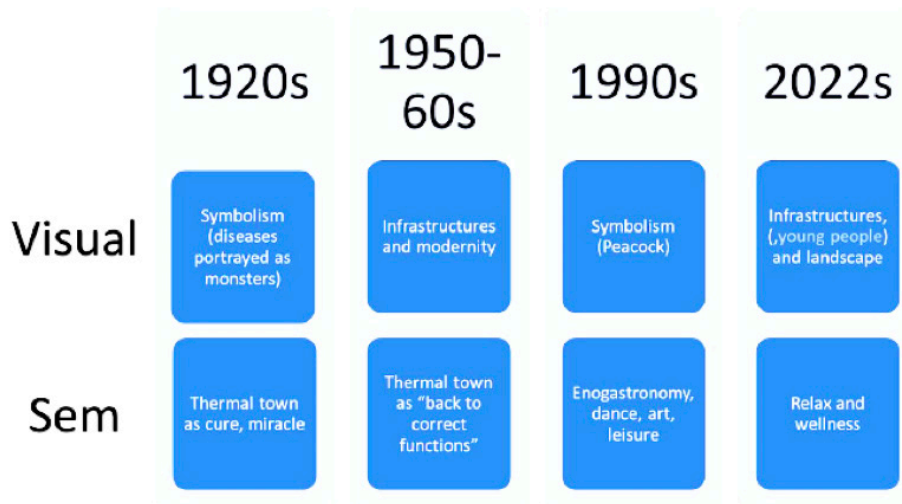 1920s
1950-
60s
1990s
2022s
Visual
Symbolism
(diseases
portrayed as
monsters)
Infrastructures
and modernity
Symbolism
(Peacock)
Infrastructures,
(,young people)
and landscape
Sem
Thermal town
as cure, miracle
Thermal town
as “back to
correct
functions”
Enogastronomy,
dance, art,
leisure
Relax and
wellness